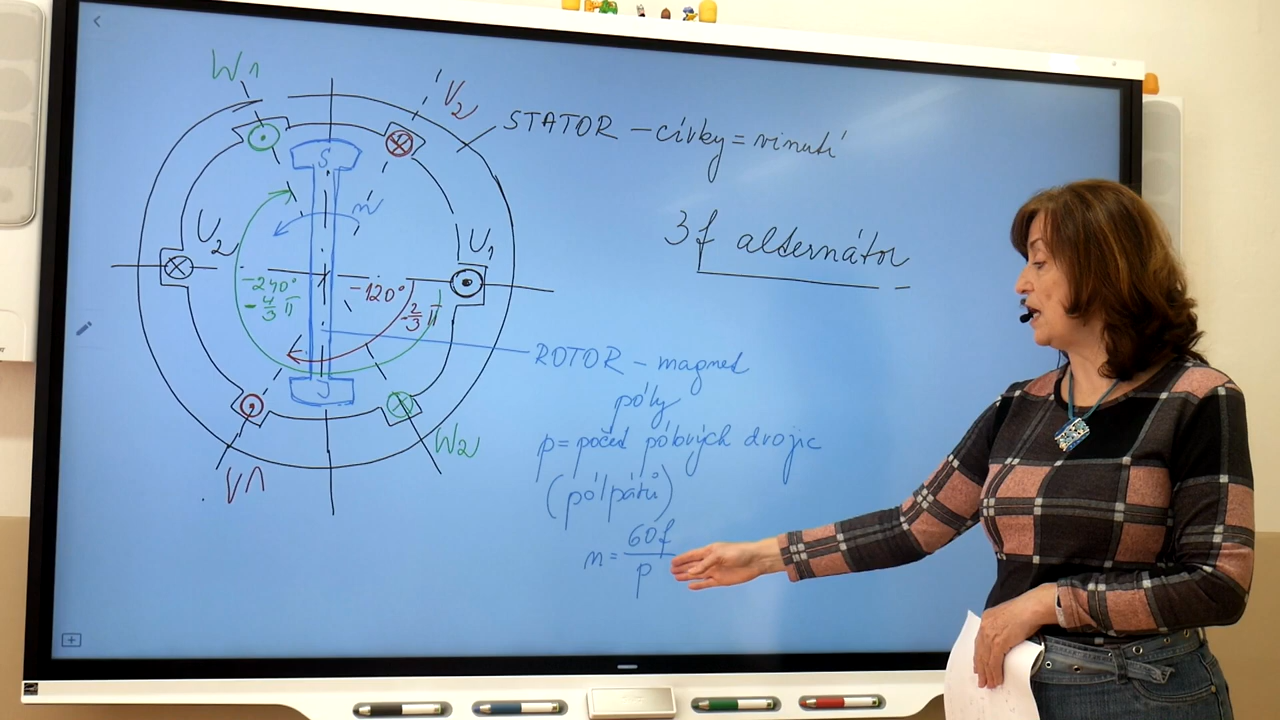 W1
V2
STATOR - cívky = vinutí
3f alternátor
S
n
U2
U1
-240°
-4/3 π
-120°
-2/3 π
ROTOR - magnet
póly
J
p = počet pólových dvojic
W2
(pólpárů)
V1
n = 60f/p